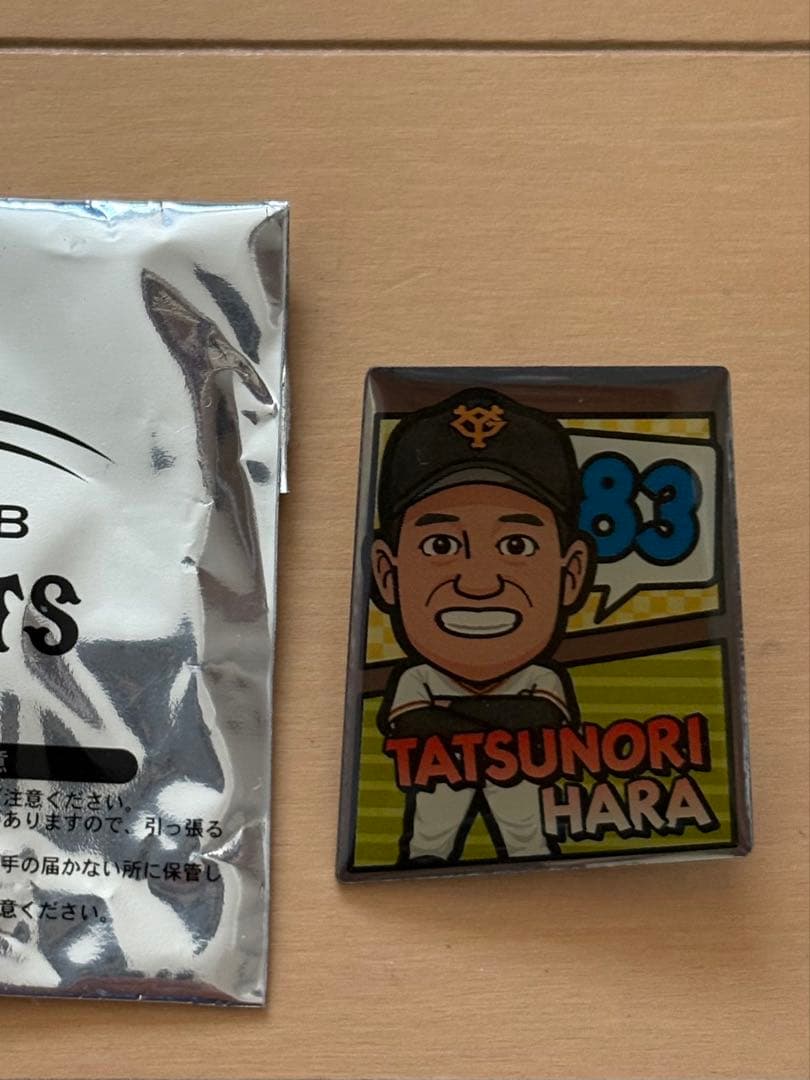 B
TS
意
ご注意ください。
ありますので、引っ張る
手の届かない所に保管し
意ください。
YG
83
TATSUNORI
HARA